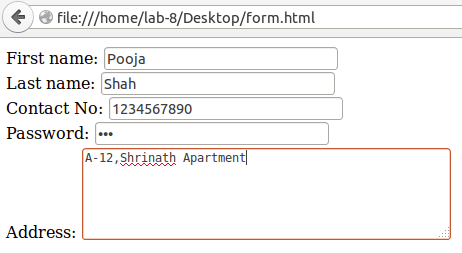 file:///home/lab-8/Desktop/form.html
First name: Pooja
Last name: Shah
Contact No: 1234567890
Password: •••
A-12,Shrinath Apartment
Address: